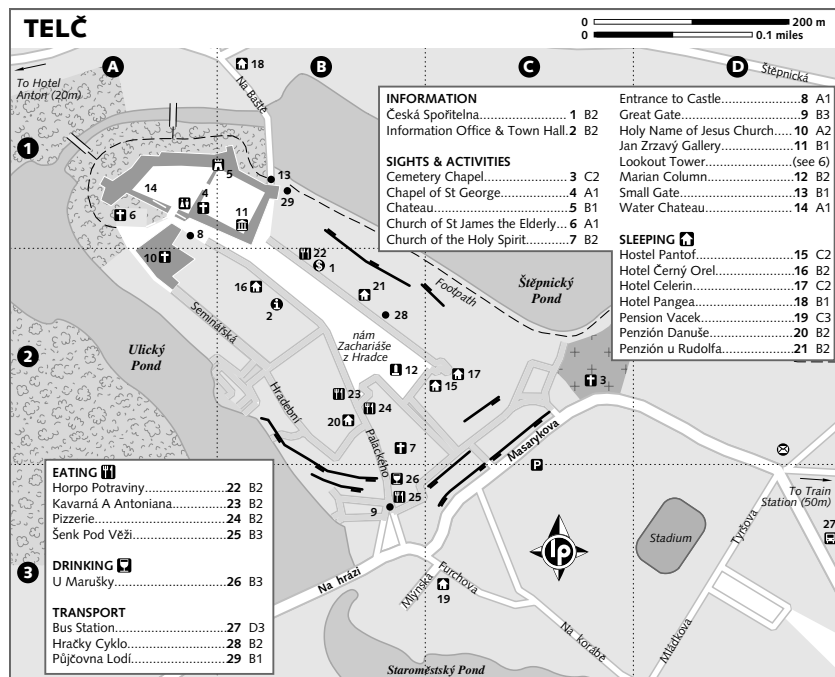 TELČ
0 200 m
0 0.1 miles
A
B
C
D
1
2
3
To Hotel
Anton (20m)
18
Na Baště
Štěpnická
INFORMATION
Česká Spořitelna 1 B2
Information Office & Town Hall 2 B2
SIGHTS & ACTIVITIES
Cemetery Chapel 3 C2
Chapel of St George 4 A1
Chateau 5 B1
Church of St James the Elderly 6 A1
Church of the Holy Spirit 7 B2
Entrance to Castle 8 A1
Great Gate 9 B3
Holy Name of Jesus Church 10 A2
Jan Zrzavý Gallery 11 B1
Lookout Tower (see 6)
Marian Column 12 B2
Small Gate 13 B1
Water Chateau 14 A1
SLEEPING
Hostel Pantof 15 C2
Hotel Černý Orel 16 B2
Hotel Celerin 17 C2
Hotel Pangea 18 B1
Pension Vacek 19 C3
Penzión Danuše 20 B2
Penzión u Rudolfa 21 B2
14
4
5
13
29
6
11
8
10
22
1
21
16
2
28
Footpath
Štěpnický
Pond
Seminářská
Ulický
Pond
nám
Zachariáše
z Hradce
12
17
15
3
Hradební
23
24
20
Palackého
7
Masarykova
P
26
25
9
To Train
Station (50m)
27
Stadium
Tyršova
lp
Na hrázi
Mlýnská
Furchova
19
Na korábě
Mládkova
Staroměstský Pond
EATING
Horpo Potraviny 22 B2
Kavarná A Antoniana 23 B2
Pizzerie 24 B2
Šenk Pod Věži 25 B3
DRINKING
U Marušky 26 B3
TRANSPORT
Bus Station 27 D3
Hračky Cyklo 28 B2
Půjčovna Lodí 29 B1